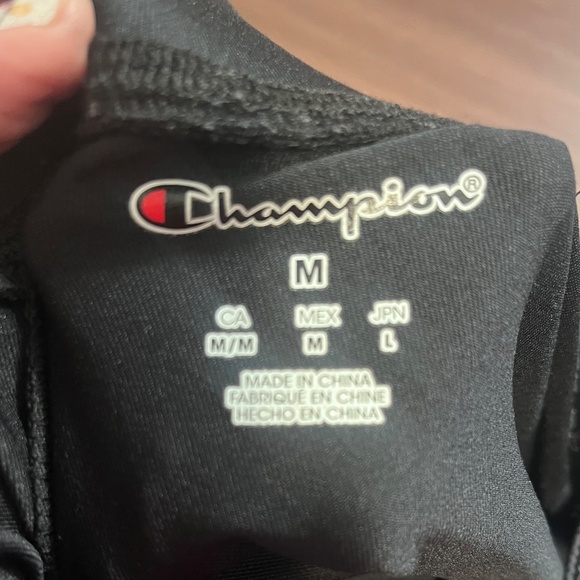 Champion®
M
CA MEX JPN
M/M M L
MADE IN CHINA
FABRIQUÉ EN CHINE
HECHO EN CHINA